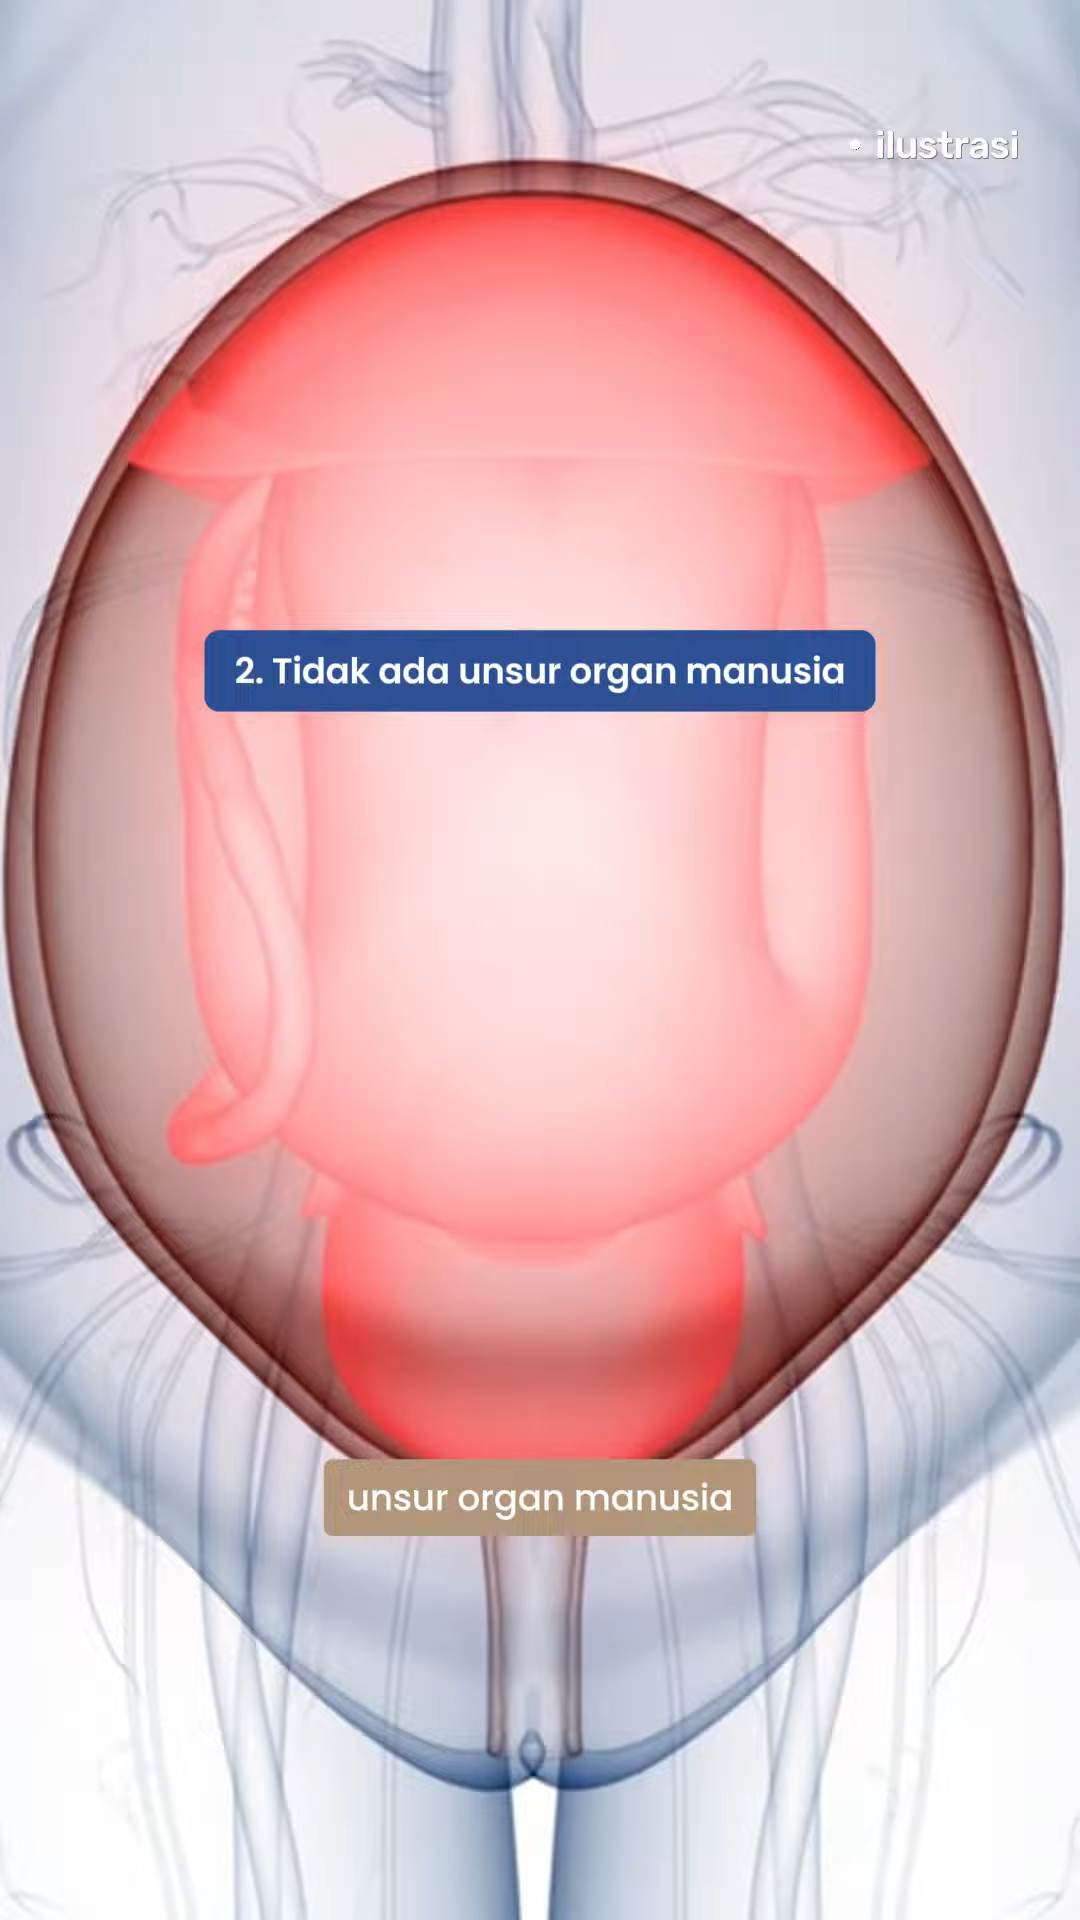 • ilustrasi
2. Tidak ada unsur organ manusia
unsur organ manusia